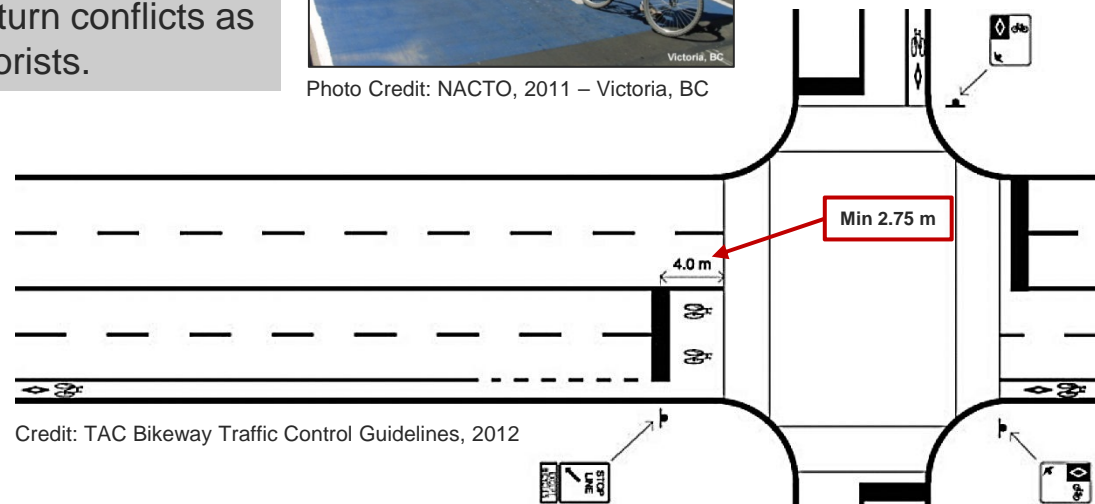 turn conflicts as
orists.
Victoria, BC
Photo Credit: NACTO, 2011 – Victoria, BC
Min 2.75 m
4.0 m
Credit: TAC Bikeway Traffic Control Guidelines, 2012
STOP
LINE